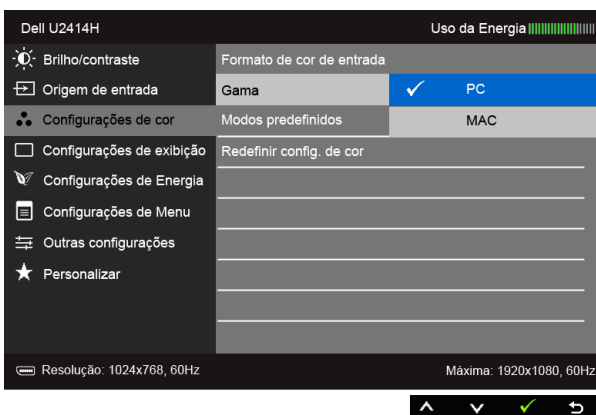 Dell U2414H Uso da Energia
Brilho/contraste Formato de cor de entrada
Origem de entrada Gama PC
Configurações de cor Modos predefinidos MAC
Configurações de exibição Redefinir config. de cor
Configurações de Energia
Configurações de Menu
Outras configurações
Personalizar
Resolução: 1024x768, 60Hz Máxima: 1920x1080, 60Hz